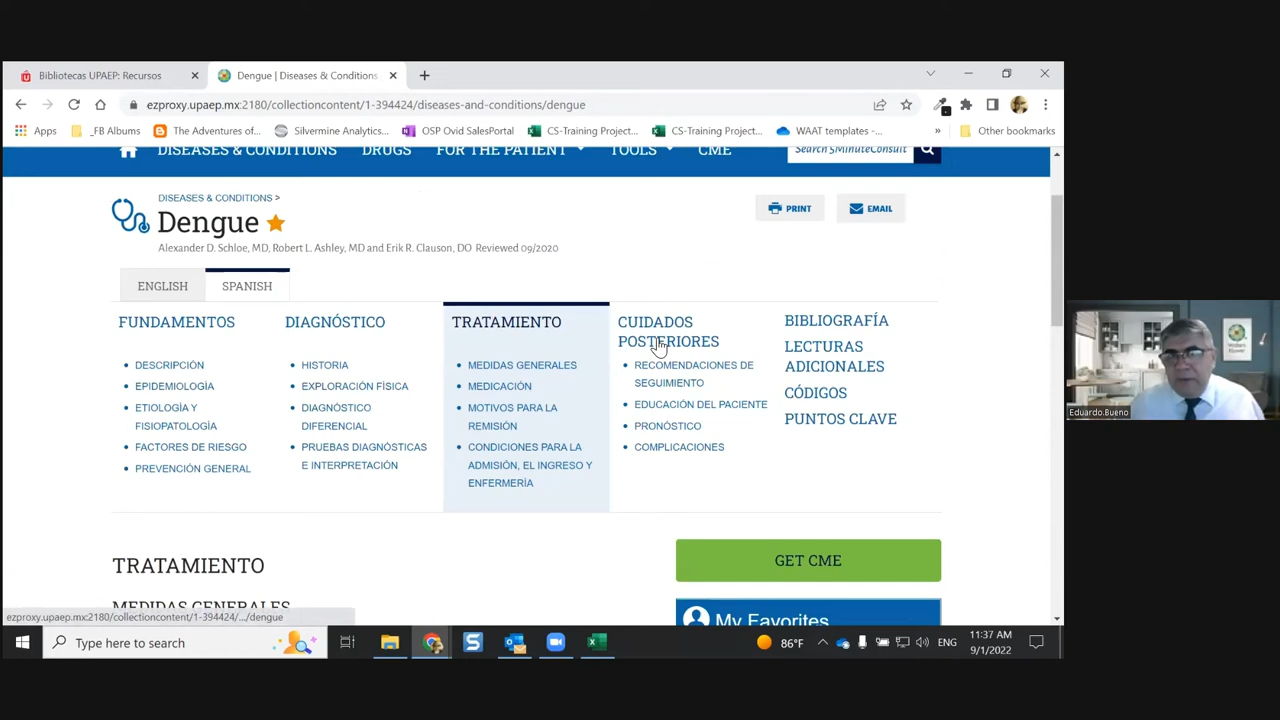 Bibliotecas UPAEP: Recursos
Dengue | Diseases & Conditions
ezproxy.upaep.mx:2180/collectioncontent/1-394424/diseases-and-conditions/dengue
Apps
_FB Albums
The Adventures of...
Silvermine Analytics...
OSP Ovid SalesPortal
CS-Training Project...
CS-Training Project...
WAAT templates -...
»
Other bookmarks
DISEASES & CONDITIONS
DRUGS
FOR THE PATIENT
TOOLS
CME
Search 5MinuteConsult
DISEASES & CONDITIONS >
Dengue
PRINT
EMAIL
Alexander D. Schloe, MD, Robert L. Ashley, MD and Erik R. Clauson, DO Reviewed 09/2020
ENGLISH
SPANISH
FUNDAMENTOS
• DESCRIPCIÓN
• EPIDEMIOLOGÍA
• ETIOLOGÌA Y
FISIOPATOLOGÍA
• FACTORES DE RIESGO
• PREVENCIÓN GENERAL
DIAGNÓSTICO
• HISTORIA
• EXPLORACIÓN FÍSICA
• DIAGNÓSTICO
DIFERENCIAL
• PRUEBAS DIAGNÓSTICAS
E INTERPRETACIÓN
TRATAMIENTO
• MEDIDAS GENERALES
• MEDICACIÓN
• MOTIVOS PARA LA
REMISIÓN
• CONDICIONES PARA LA
ADMISIÓN, EL INGRESO Y
ENFERMERÍA
CUIDADOS
POSTERIORES
• RECOMENDACIONES DE
SEGUIMIENTO
• EDUCACIÓN DEL PACIENTE
• PRONÓSTICO
• COMPLICACIONES
BIBLIOGRAFÍA
LECTURAS
ADICIONALES
CÓDIGOS
PUNTOS CLAVE
TRATAMIENTO
MEDIDAS GENERALES
GET CME
My Favorites
ezproxy.upaep.mx:2180/collectioncontent/1-394424/.../dengue
Eduardo.Bueno
Type here to search
86°F
ENG
11:37 AM
9/1/2022